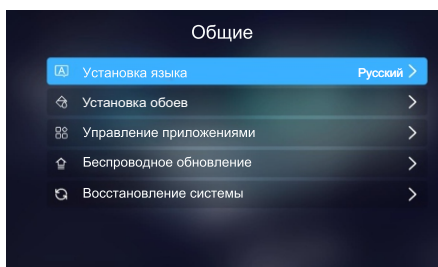 Общие
Установка языка Русский
Установка обоев
Управление приложениями
Беспроводное обновление
Восстановление системы